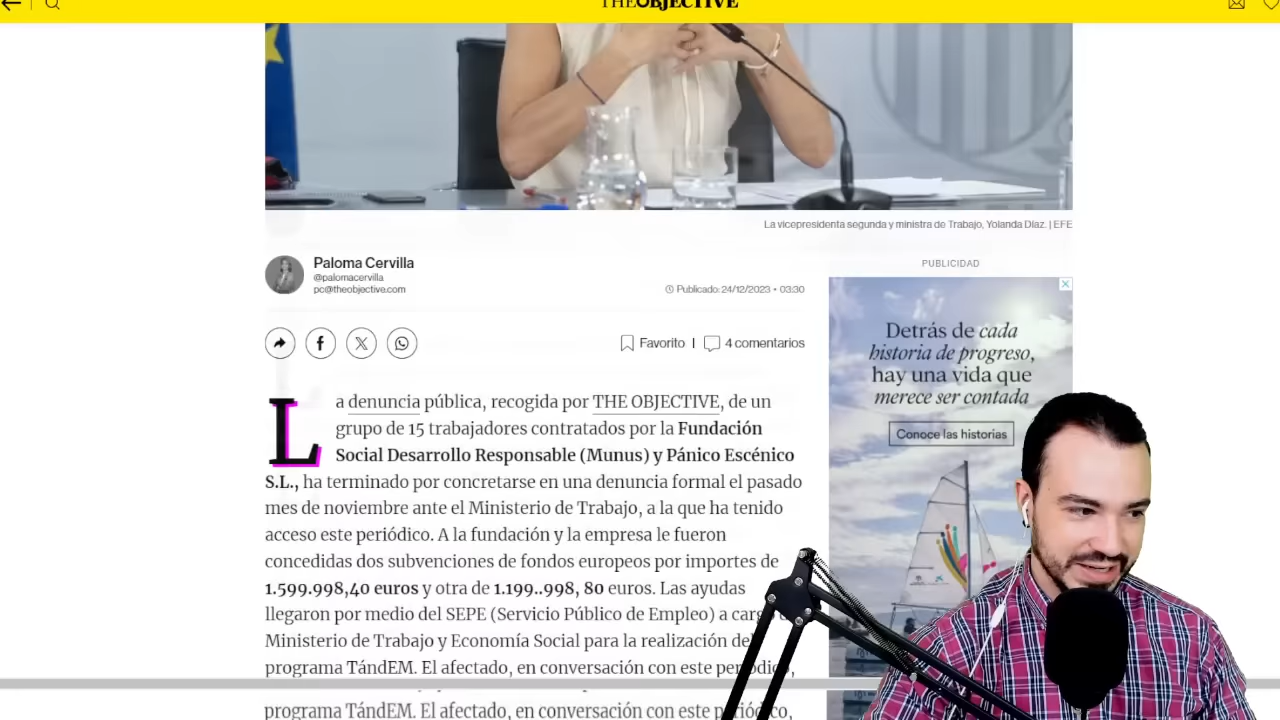 THE OBJECTIVE
La vicepresidenta segunda y ministra de Trabajo, Yolanda Díaz. | EFE
Paloma Cervilla
@palomacervilla
pc@theobjective.com
Publicado: 24/12/2023 • 03:30
Favorito | 4 comentarios
La denuncia pública, recogida por THE OBJECTIVE, de un
grupo de 15 trabajadores contratados por la Fundación
Social Desarrollo Responsable (Munus) y Pánico Escénico
S.L., ha terminado por concretarse en una denuncia formal el pasado
mes de noviembre ante el Ministerio de Trabajo, a la que ha tenido
acceso este periódico. A la fundación y la empresa le fueron
concedidas dos subvenciones de fondos europeos por importes de
1.599.998,40 euros y otra de 1.199..998, 80 euros. Las ayudas
llegaron por medio del SEPE (Servicio Público de Empleo) a cargo
Ministerio de Trabajo y Economía Social para la realización del
programa TándEM. El afectado, en conversación con este periódico,
programa TándEM. El afectado, en conversación con este periódico,
PUBLICIDAD
Detrás de cada
historia de progreso,
hay una vida que
merece ser contada
Conoce las historias